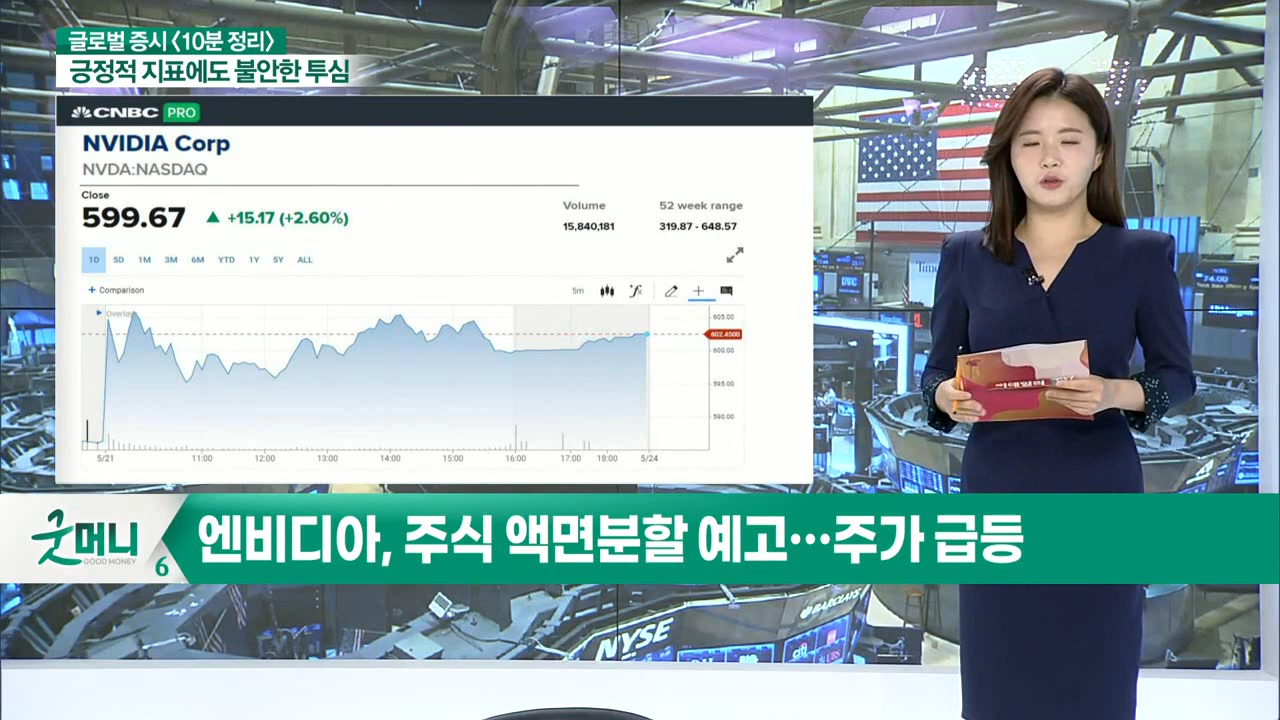 글로벌 증시 〈10분 정리〉
긍정적 지표에도 불안한 투심
CNBC PRO
NVIDIA Corp
NVDA:NASDAQ
Close
599.67 ▲ +15.17 (+2.60%)
Volume
15,840,181
52 week range
319.87 - 648.57
1D 5D 1M 3M 6M YTD 1Y 5Y ALL
+ Comparison
5m
Overlay
605.00
602.4500
600.00
595.00
590.00
5/21 11:00 12:00 13:00 14:00 15:00 16:00 17:00 18:00 5/24
굿머니
GOOD MONEY
6
엔비디아, 주식 액면분할 예고…주가 급등
NYSE
BARCLAYS
citi
UBS